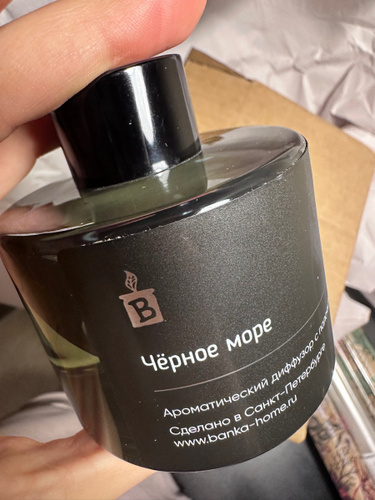 B
Чёрное море
Ароматический диффузор с
Сделано в Санкт-Петербурге
www.banka-home.ru